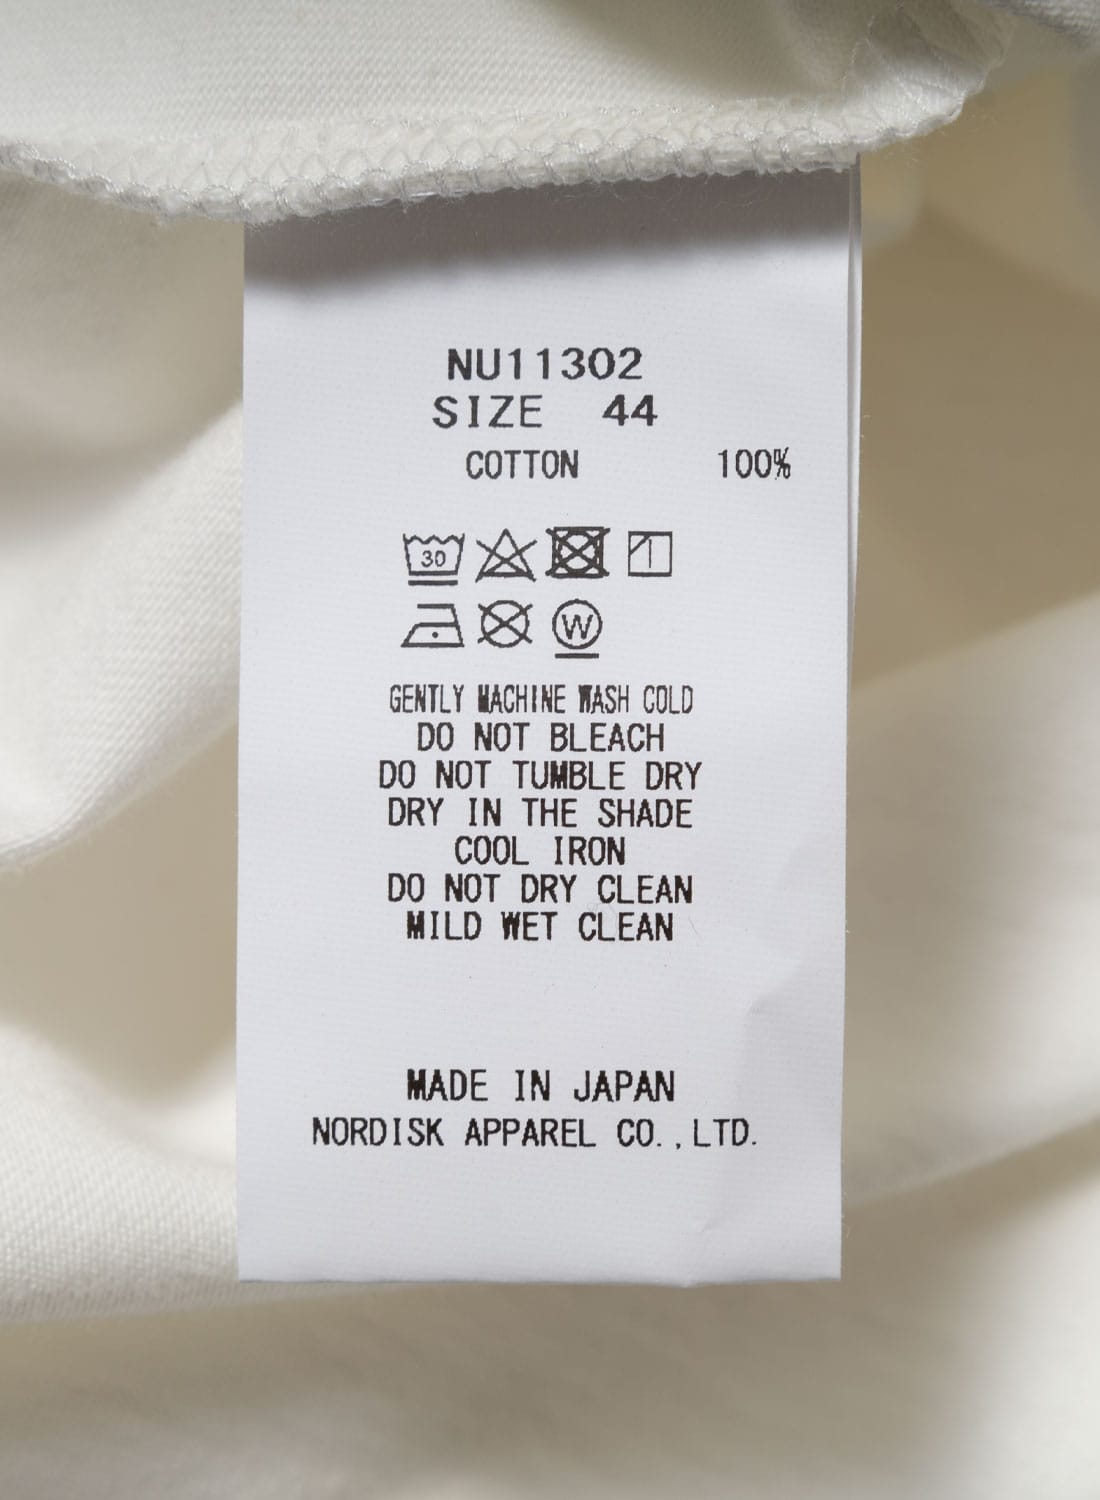 NU11302
SIZE 44
COTTON 100%
30
W
GENTLY MACHINE WASH COLD
DO NOT BLEACH
DO NOT TUMBLE DRY
DRY IN THE SHADE
COOL IRON
DO NOT DRY CLEAN
MILD WET CLEAN
MADE IN JAPAN
NORDISK APPAREL CO.,LTD.